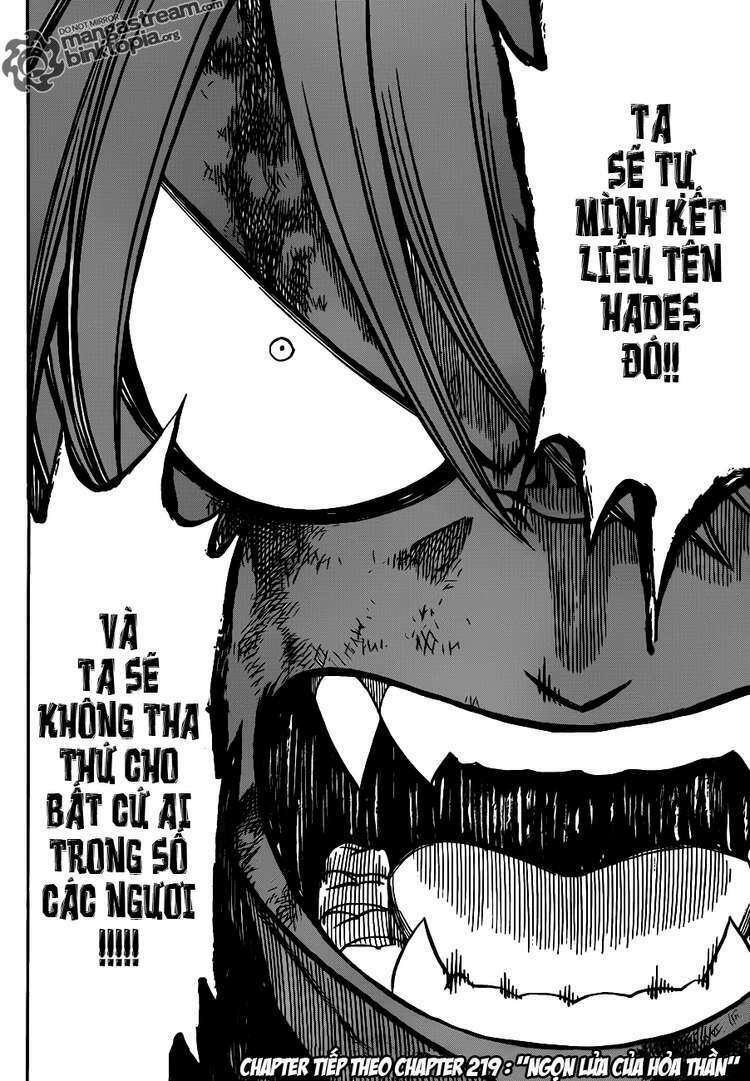 DO NOT MIRROR
mangastream.com
binktopia.org
TA
SẼ TỰ
MÌNH KẾT
LIỄU TÊN
HADES
ĐÓ!!
VÀ
TA SẼ
KHÔNG THA
THỨ CHO
BẤT CỨ AI
TRONG SỐ
CÁC NGƯƠI
!!!!!
CHAPTER TIẾP THEO CHAPTER 219 : "NGỌN LỬA CỦA HỎA THẦN"